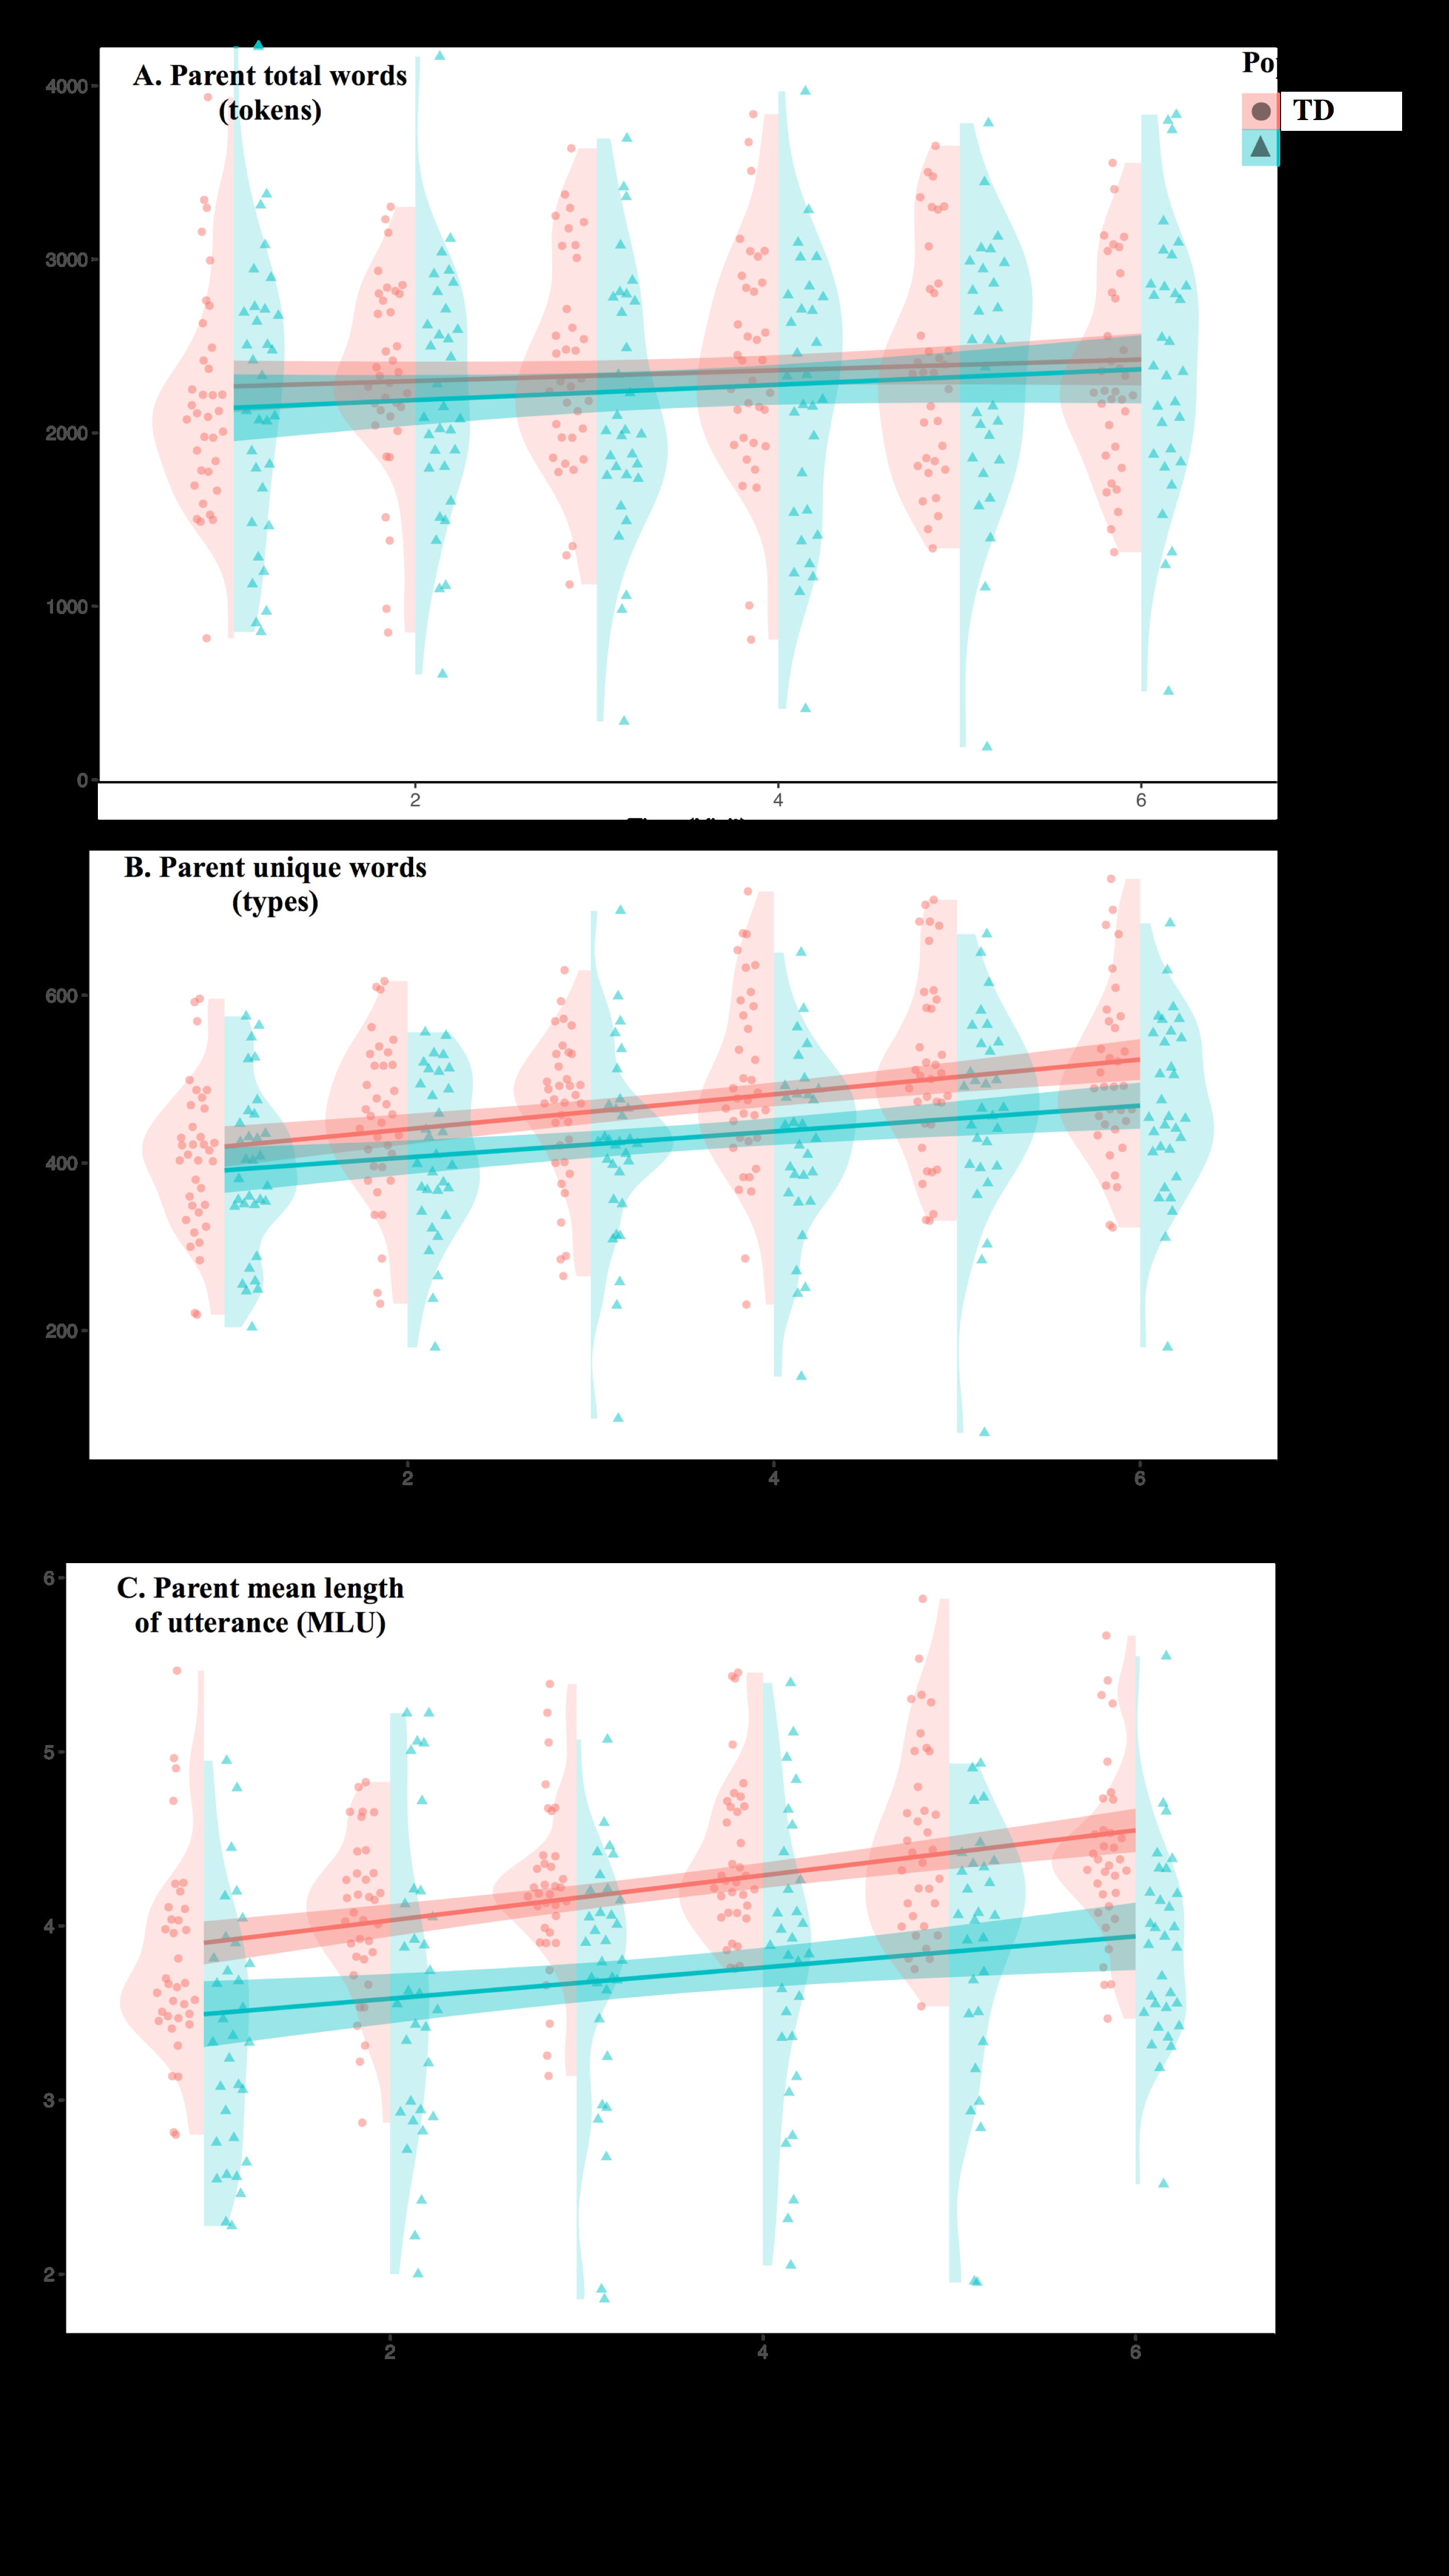 A. Parent total words
(tokens)
TD
4000
3000
2000
1000
0
2 4 6
B. Parent unique words
(types)
600
400
200
2 4 6
C. Parent mean length
of utterance (MLU)
6
5
4
3
2
2 4 6